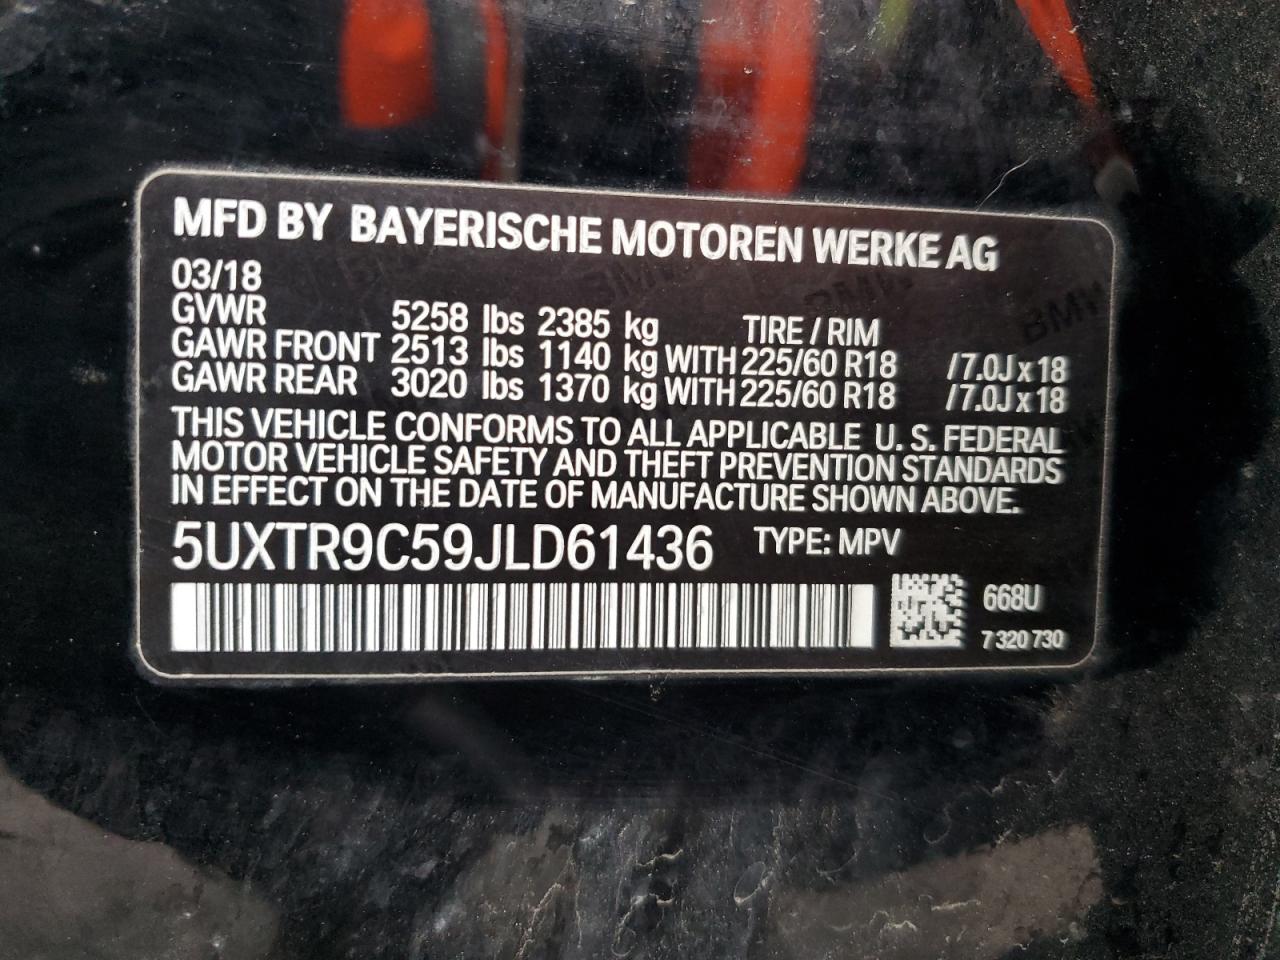 MFD BY BAYERISCHE MOTOREN WERKE AG
03/18
GVWR 5258 lbs 2385 kg TIRE / RIM
GAWR FRONT 2513 lbs 1140 kg WITH 225/60 R18 /7.0J x 18
GAWR REAR 3020 lbs 1370 kg WITH 225/60 R18 /7.0J x 18
THIS VEHICLE CONFORMS TO ALL APPLICABLE U. S. FEDERAL
MOTOR VEHICLE SAFETY AND THEFT PREVENTION STANDARDS
IN EFFECT ON THE DATE OF MANUFACTURE SHOWN ABOVE.
5UXTR9C59JLD61436 TYPE: MPV
668U
7 320 730
BMW
BMW
BMW